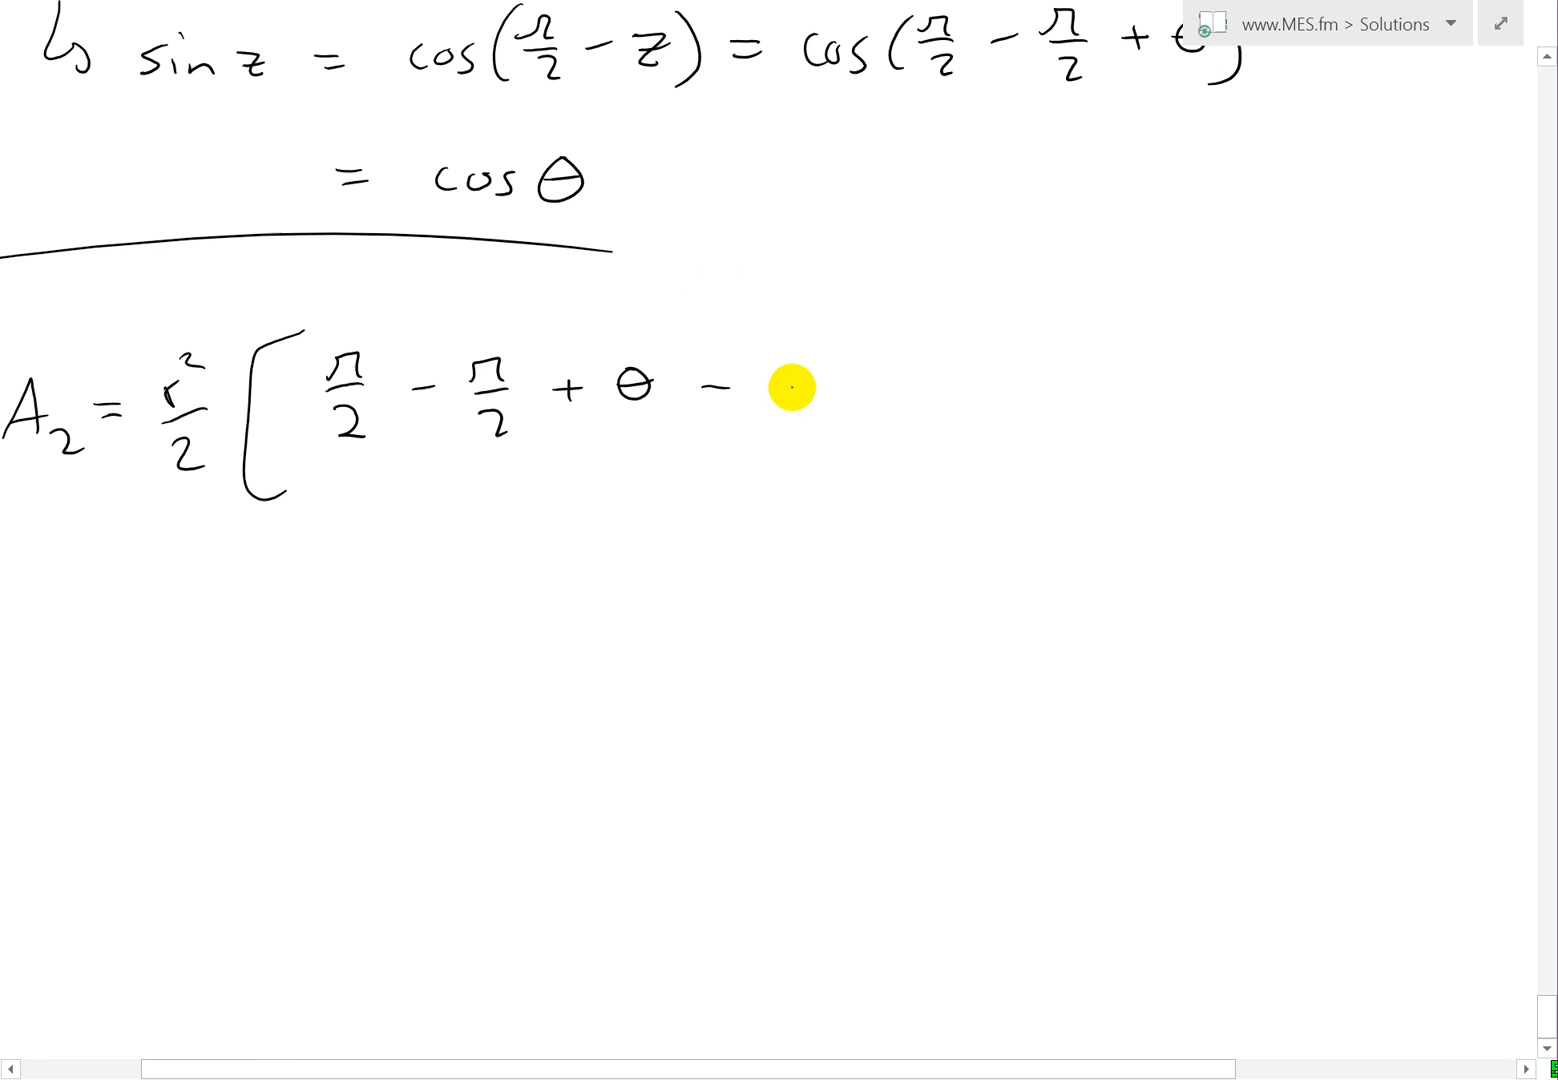 www.MES.fm > Solutions
↳ sin z = cos(π/2 - z) = cos(π/2 - π/2 + θ)
= cos θ
A₂ = r²/2 [ π/2 - π/2 + θ -